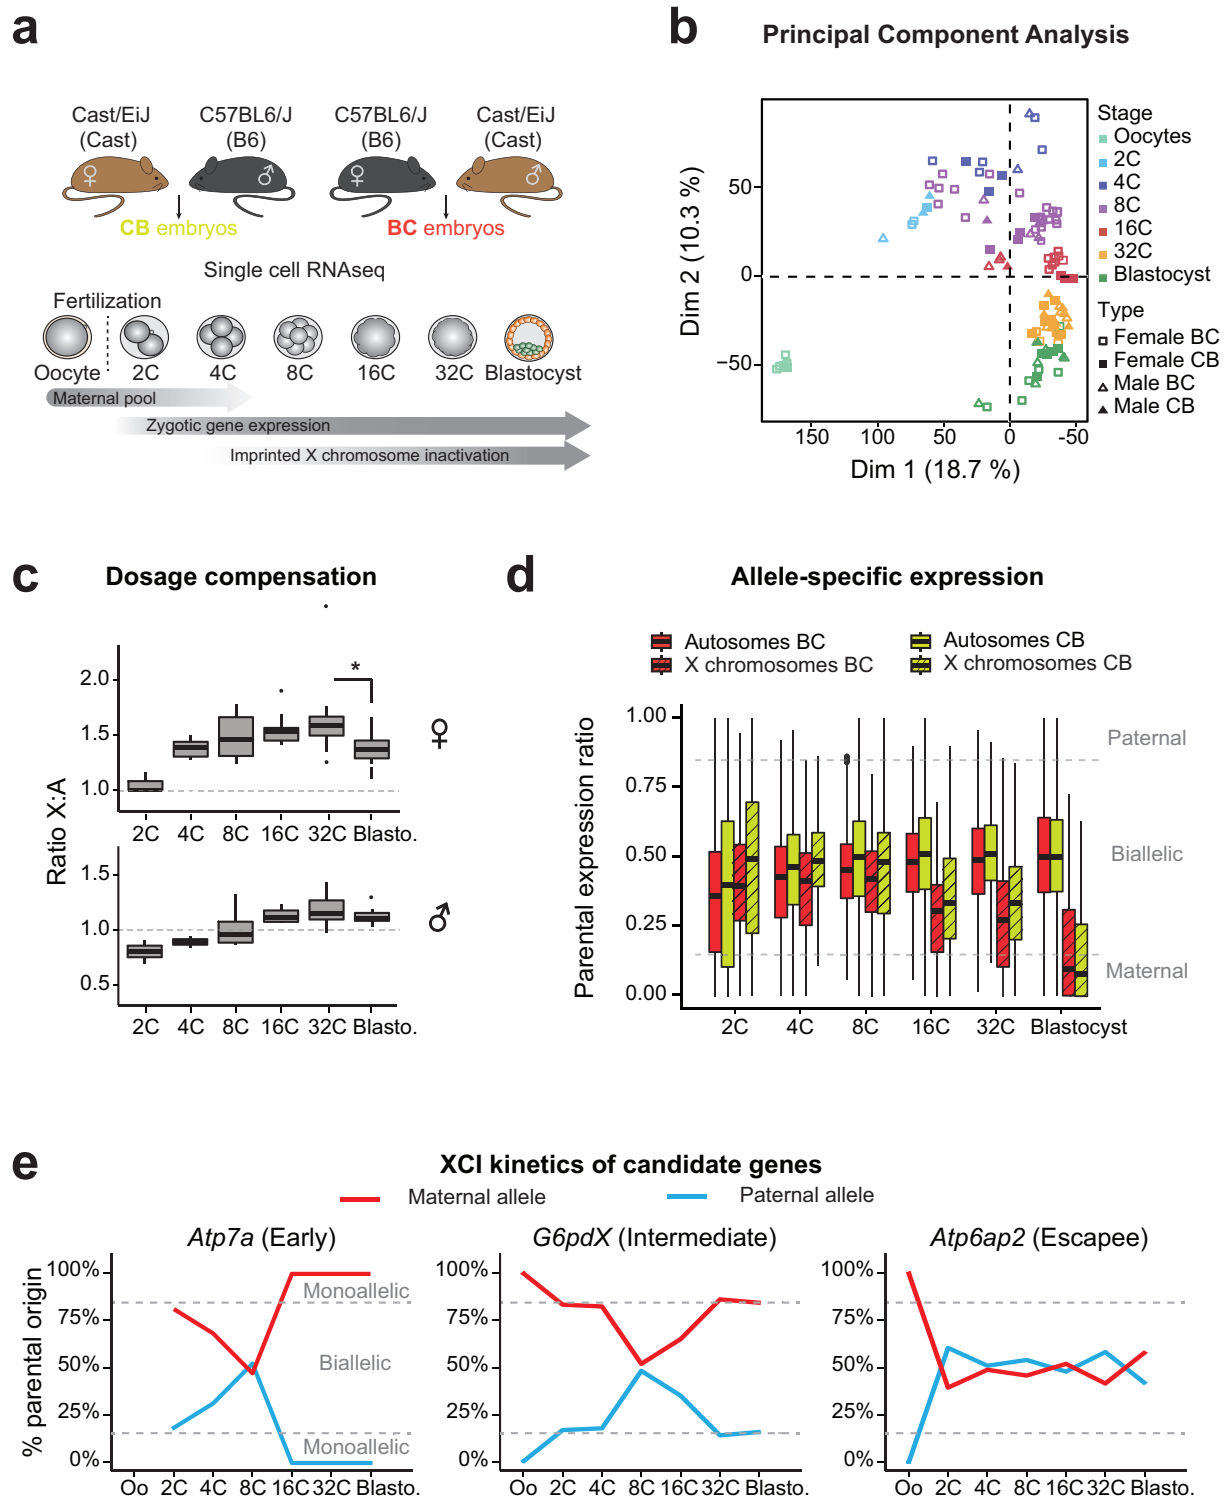 a
Cast/EiJ
(Cast)
C57BL6/J
(B6)
C57BL6/J
(B6)
Cast/EiJ
(Cast)
♀
♂
♀
♂
CB embryos
BC embryos
Single cell RNAseq
Fertilization
Oocyte 2C 4C 8C 16C 32C Blastocyst
Maternal pool
Zygotic gene expression
Imprinted X chromosome inactivation
b
Principal Component Analysis
Dim 2 (10.3 %)
50
0
−50
150 100 50 0 -50
Dim 1 (18.7 %)
Stage
Oocytes
2C
4C
8C
16C
32C
Blastocyst
Type
Female BC
Female CB
Male BC
Male CB
c
Dosage compensation
Ratio X:A
2.0
1.5
1.0
*
♀
2C 4C 8C 16C 32C Blasto.
1.5
1.0
0.5
♂
2C 4C 8C 16C 32C Blasto.
d
Allele-specific expression
Autosomes BC
X chromosomes BC
Autosomes CB
X chromosomes CB
Parental expression ratio
1.00
0.75
0.50
0.25
0.00
Paternal
Biallelic
Maternal
2C 4C 8C 16C 32C Blastocyst
e
XCI kinetics of candidate genes
Maternal allele
Paternal allele
% parental origin
Atp7a (Early)
100%
75%
50%
25%
0%
Monoallelic
Biallelic
Monoallelic
Oo 2C 4C 8C 16C 32C Blasto.
G6pdX (Intermediate)
100%
75%
50%
25%
0%
Oo 2C 4C 8C 16C 32C Blasto.
Atp6ap2 (Escapee)
100%
75%
50%
25%
0%
Oo 2C 4C 8C 16C 32C Blasto.